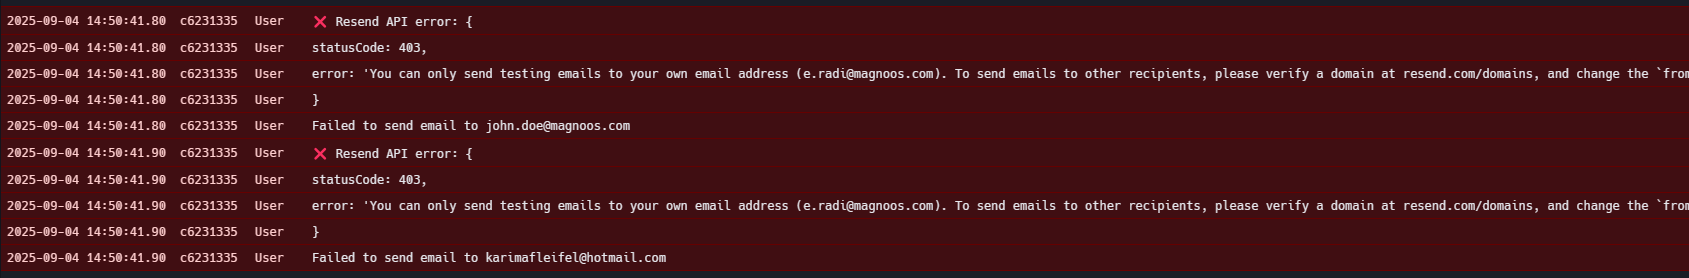 2025-09-04 14:50:41.80 c6231335 User ❌ Resend API error: {
2025-09-04 14:50:41.80 c6231335 User statusCode: 403,
2025-09-04 14:50:41.80 c6231335 User error: 'You can only send testing emails to your own email address (e.radi@magnoos.com). To send emails to other recipients, please verify a domain at resend.com/domains, and change the `from
2025-09-04 14:50:41.80 c6231335 User }
2025-09-04 14:50:41.80 c6231335 User Failed to send email to john.doe@magnoos.com
2025-09-04 14:50:41.90 c6231335 User ❌ Resend API error: {
2025-09-04 14:50:41.90 c6231335 User statusCode: 403,
2025-09-04 14:50:41.90 c6231335 User error: 'You can only send testing emails to your own email address (e.radi@magnoos.com). To send emails to other recipients, please verify a domain at resend.com/domains, and change the `from
2025-09-04 14:50:41.90 c6231335 User }
2025-09-04 14:50:41.90 c6231335 User Failed to send email to karimafleifel@hotmail.com